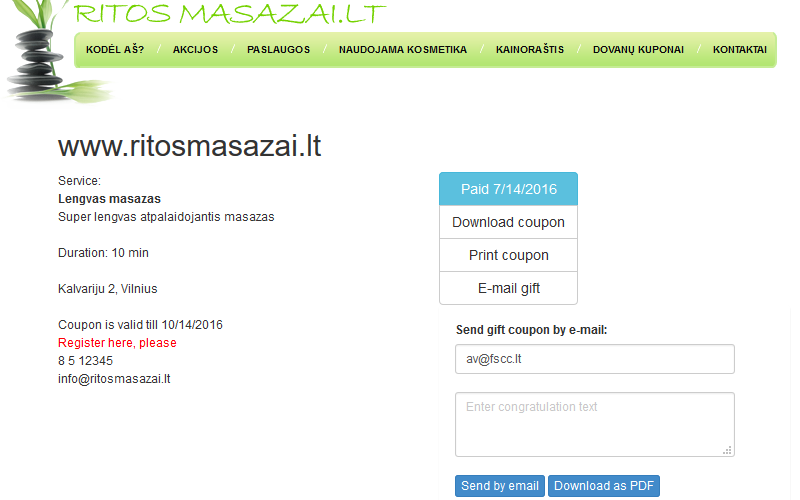 RITOS MASAZAI.LT
KODĖL AŠ? / AKCIJOS / PASLAUGOS / NAUDOJAMA KOSMETIKA / KAINORAŠTIS / DOVANŲ KUPONAI / KONTAKTAI
www.ritosmasazai.lt
Service:
Lengvas masazas
Super lengvas atpalaidojantis masazas
Duration: 10 min
Kalvariju 2, Vilnius
Coupon is valid till 10/14/2016
Register here, please
8 5 12345
info@ritosmasazai.lt
Paid 7/14/2016
Download coupon
Print coupon
E-mail gift
Send gift coupon by e-mail:
av@fscc.lt
Enter congratulation text
Send by email
Download as PDF